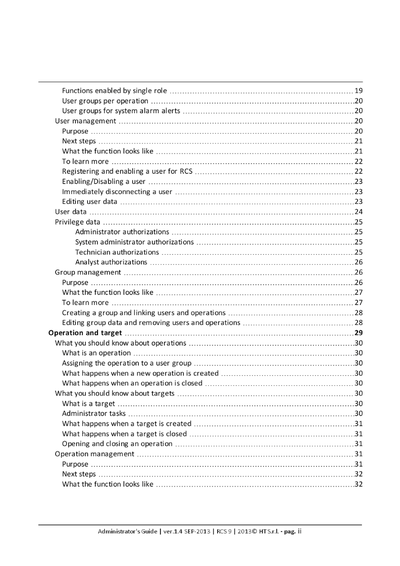 Functions enabled by single role ........ 19
User groups per operation ........ 20
User groups for system alarm alerts ........ 20
User management ........ 20
Purpose ........ 20
Next steps ........ 21
What the function looks like ........ 21
To learn more ........ 22
Registering and enabling a user for RCS ........ 22
Enabling/Disabling a user ........ 23
Immediately disconnecting a user ........ 23
Editing user data ........ 23
User data ........ 24
Privilege data ........ 25
Administrator authorizations ........ 25
System administrator authorizations ........ 25
Technician authorizations ........ 25
Analyst authorizations ........ 26
Group management ........ 26
Purpose ........ 26
What the function looks like ........ 27
To learn more ........ 27
Creating a group and linking users and operations ........ 28
Editing group data and removing users and operations ........ 28
Operation and target ........ 29
What you should know about operations ........ 30
What is an operation ........ 30
Assigning the operation to a user group ........ 30
What happens when a new operation is created ........ 30
What happens when an operation is closed ........ 30
What you should know about targets ........ 30
What is a target ........ 30
Administrator tasks ........ 30
What happens when a target is created ........ 31
What happens when a target is closed ........ 31
Opening and closing an operation ........ 31
Operation management ........ 31
Purpose ........ 31
Next steps ........ 32
What the function looks like ........ 32
Administrator's Guide | ver.1.4 SEP-2013 | RCS 9 | 2013© HT S.r.l. - pag. ii